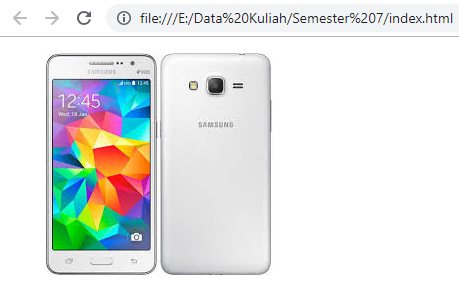 file:///E:/Data%20Kuliah/Semester%207/index.html
SAMSUNG
12:45
Wed, 18 Jan
SAMSUNG